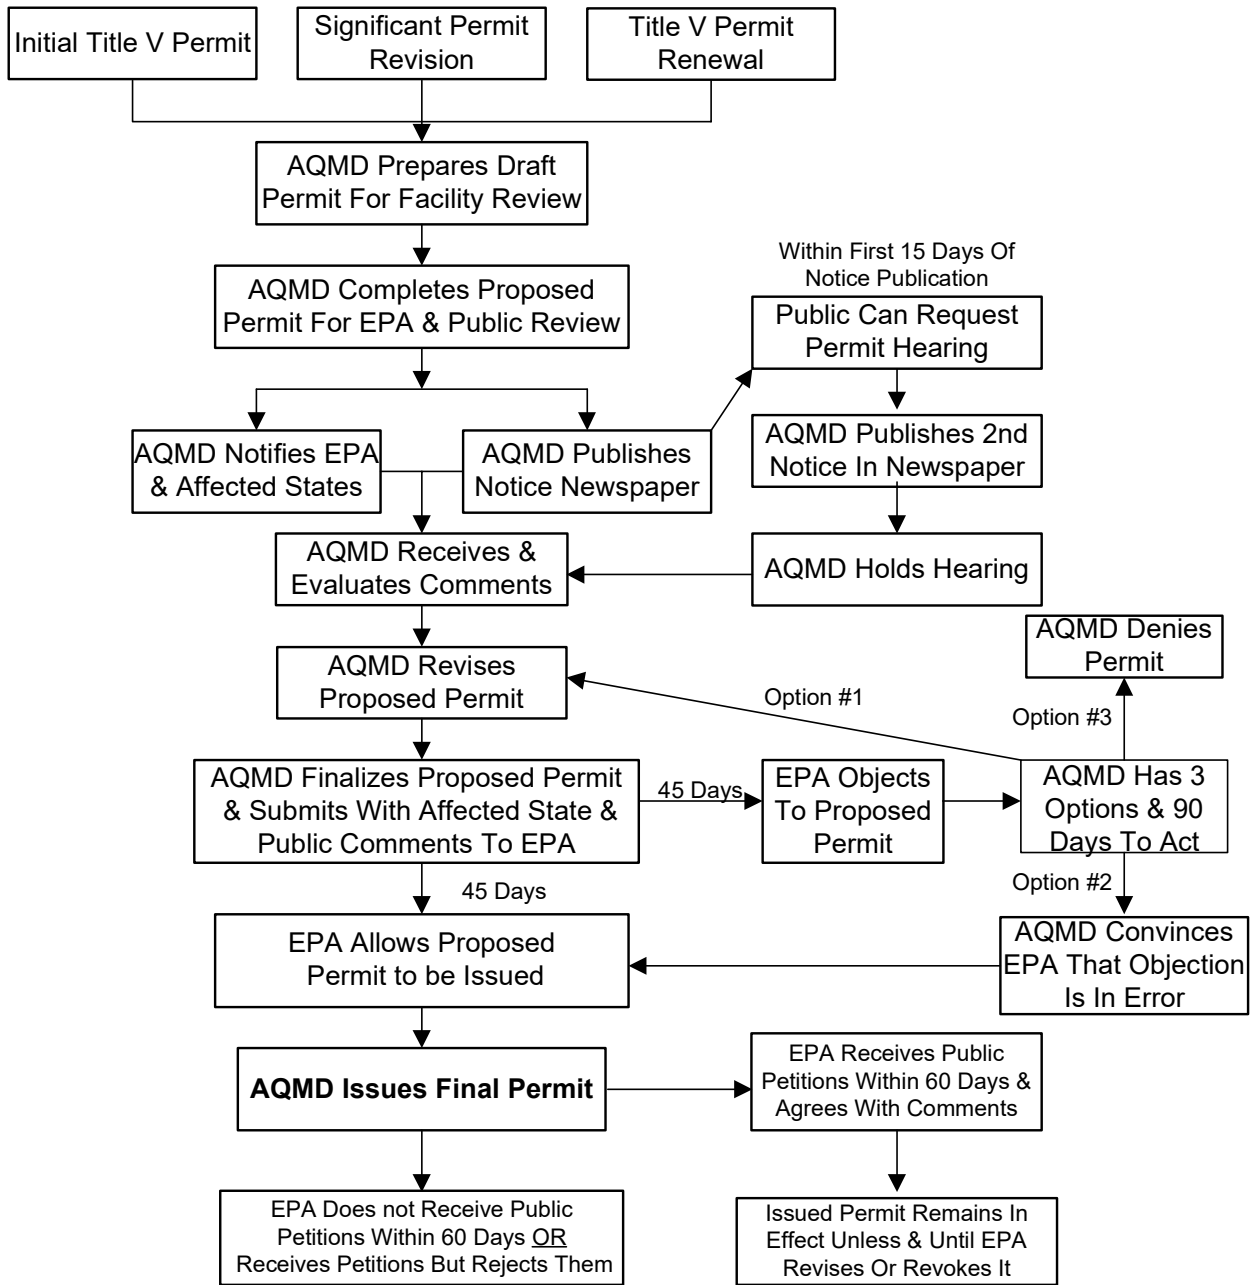 Initial Title V Permit
Significant Permit
Revision
Title V Permit
Renewal
AQMD Prepares Draft
Permit For Facility Review
AQMD Completes Proposed
Permit For EPA & Public Review
Within First 15 Days Of
Notice Publication
Public Can Request
Permit Hearing
AQMD Notifies EPA
& Affected States
AQMD Publishes
Notice Newspaper
AQMD Publishes 2nd
Notice In Newspaper
AQMD Receives &
Evaluates Comments
AQMD Holds Hearing
AQMD Denies
Permit
AQMD Revises
Proposed Permit
Option #1
Option #3
AQMD Finalizes Proposed Permit
& Submits With Affected State &
Public Comments To EPA
45 Days
EPA Objects
To Proposed
Permit
AQMD Has 3
Options & 90
Days To Act
45 Days
Option #2
EPA Allows Proposed
Permit to be Issued
AQMD Convinces
EPA That Objection
Is In Error
AQMD Issues Final Permit
EPA Receives Public
Petitions Within 60 Days &
Agrees With Comments
EPA Does not Receive Public
Petitions Within 60 Days OR
Receives Petitions But Rejects Them
Issued Permit Remains In
Effect Unless & Until EPA
Revises Or Revokes It